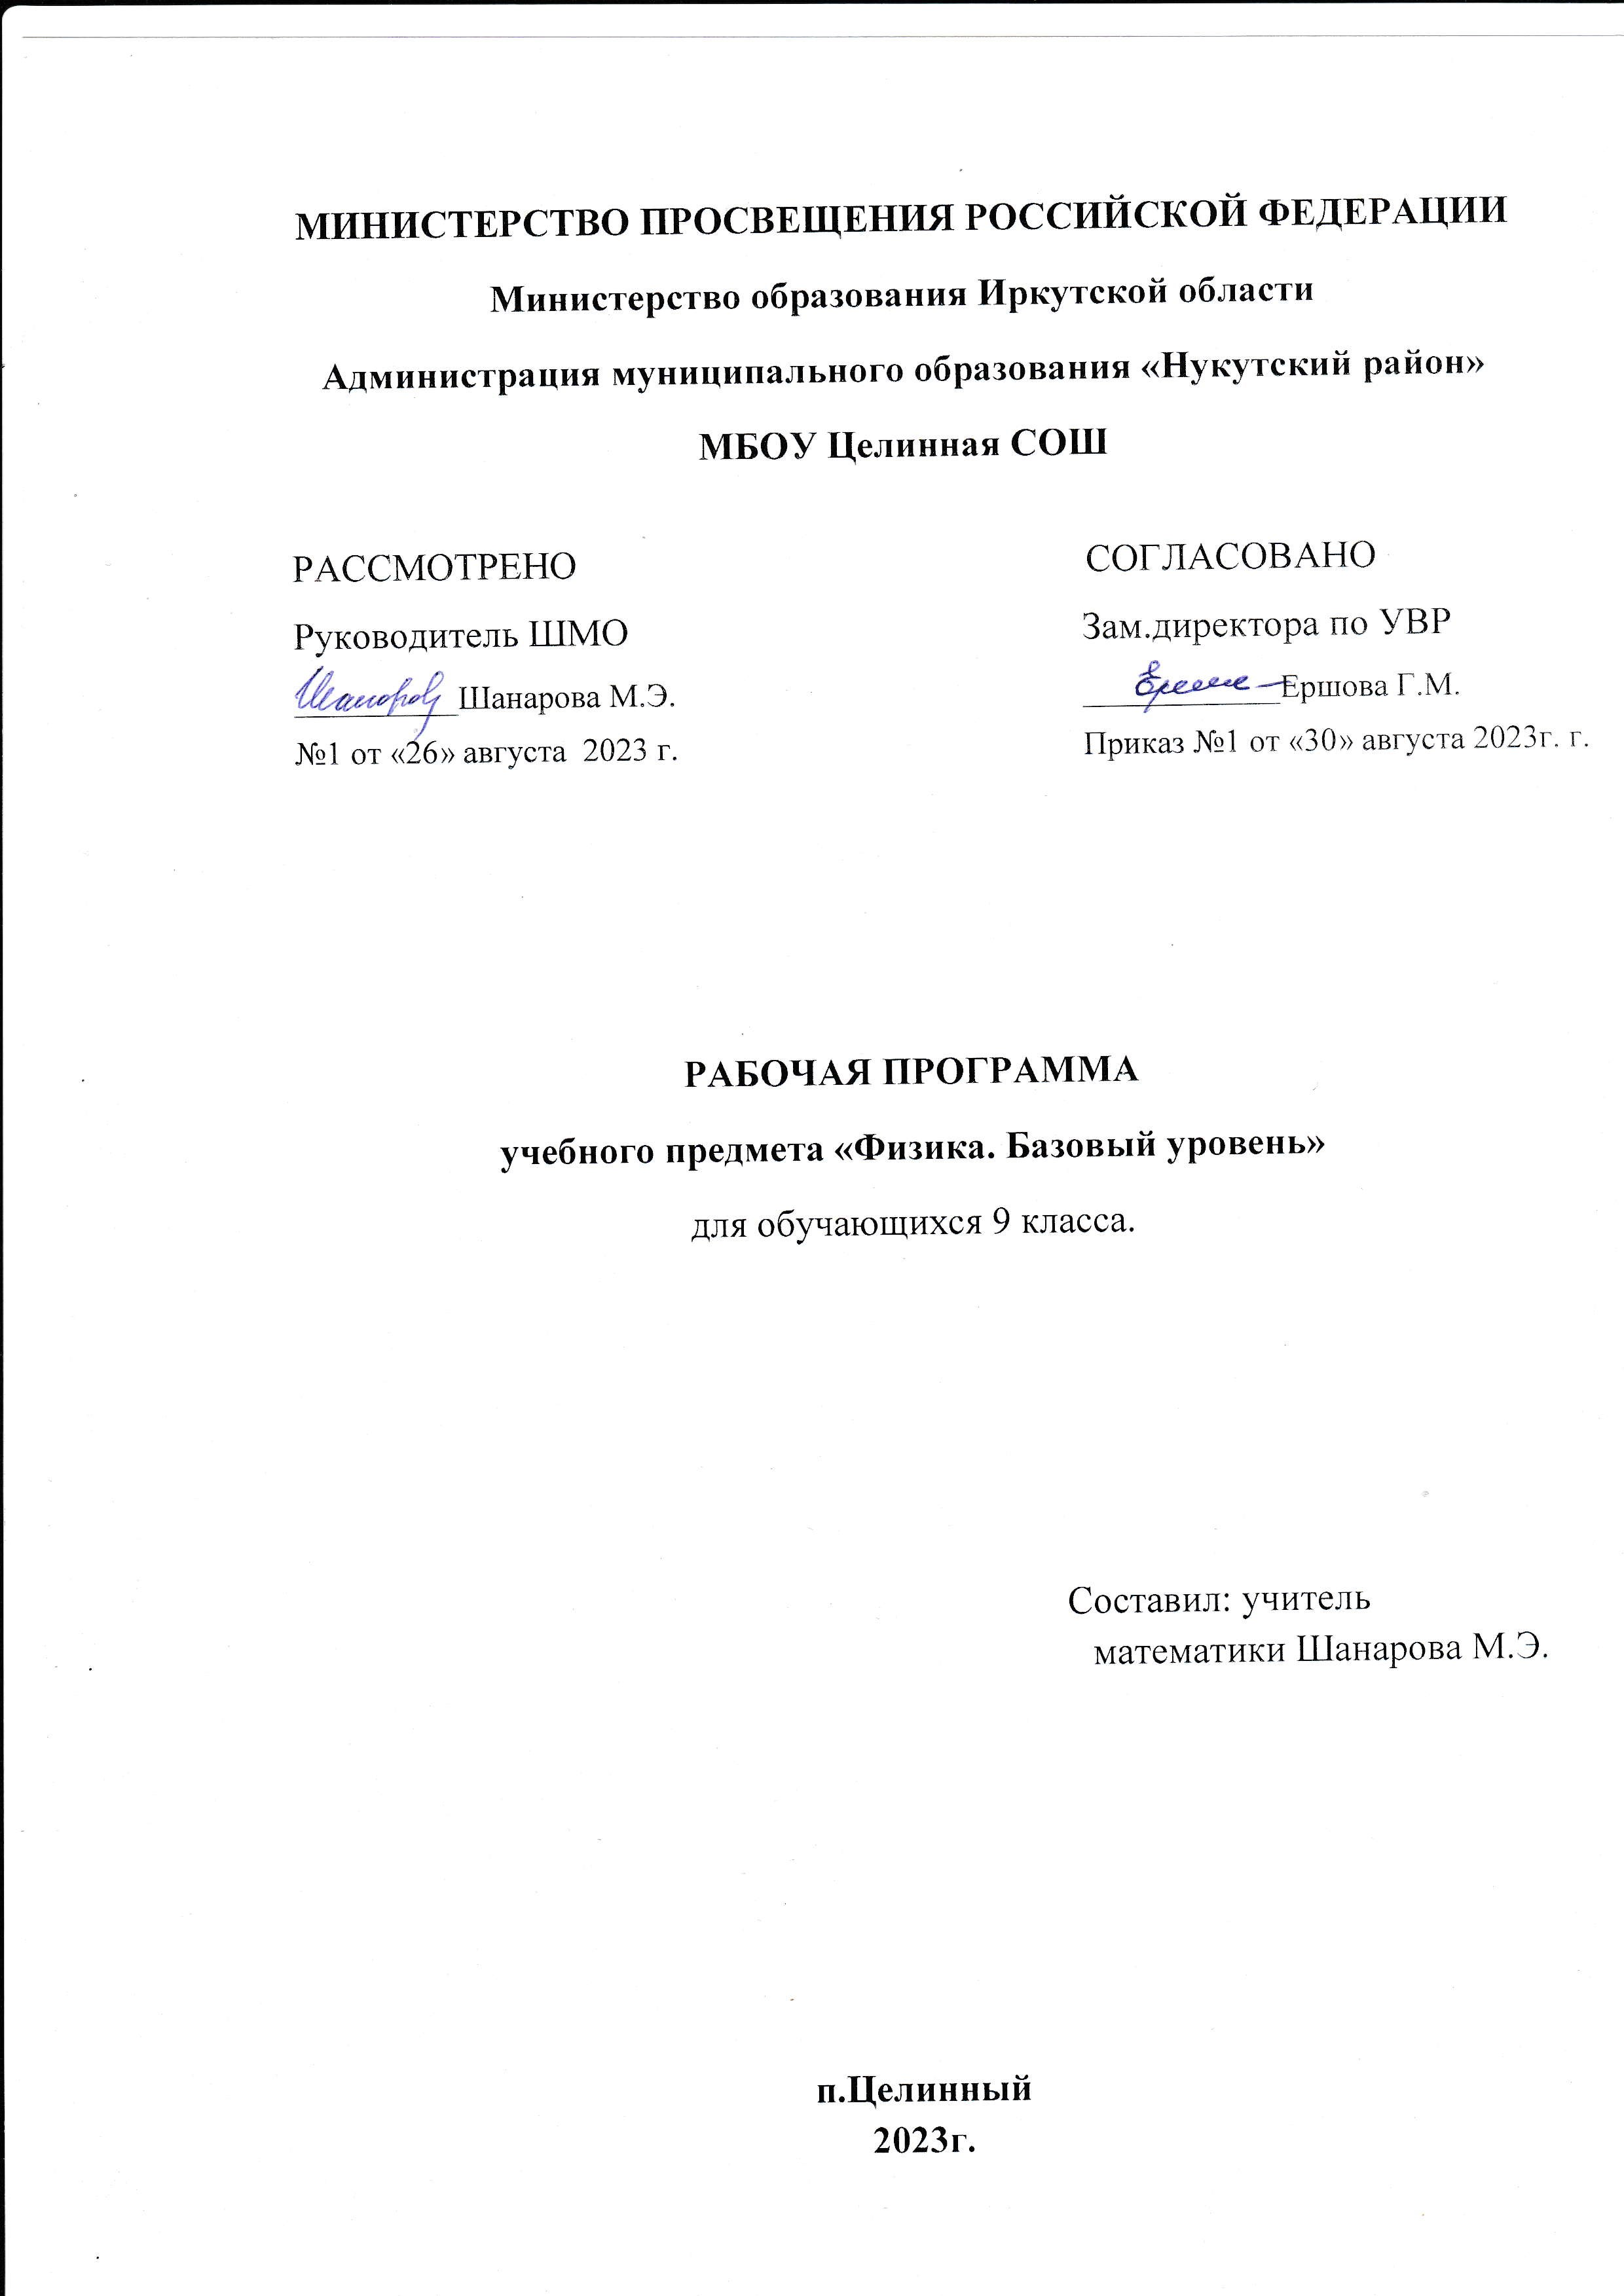 МИНИСТЕРСТВО ПРОСВЕЩЕНИЯ РОССИЙСКОЙ ФЕДЕРАЦИИ
Министерство образования Иркутской области
Администрация муниципального образования «Нукутский район»
МБОУ Целинная СОШ
РАССМОТРЕНО
Руководитель ШМО
Шанарова М.Э.
№1 от «26» августа 2023 г.
СОГЛАСОВАНО
Зам.директора по УВР
Ершова Г.М.
Приказ №1 от «30» августа 2023г. г.
РАБОЧАЯ ПРОГРАММА
учебного предмета «Физика. Базовый уровень»
для обучающихся 9 класса.
Составил: учитель
математики Шанарова М.Э.
п.Целинный
2023г.